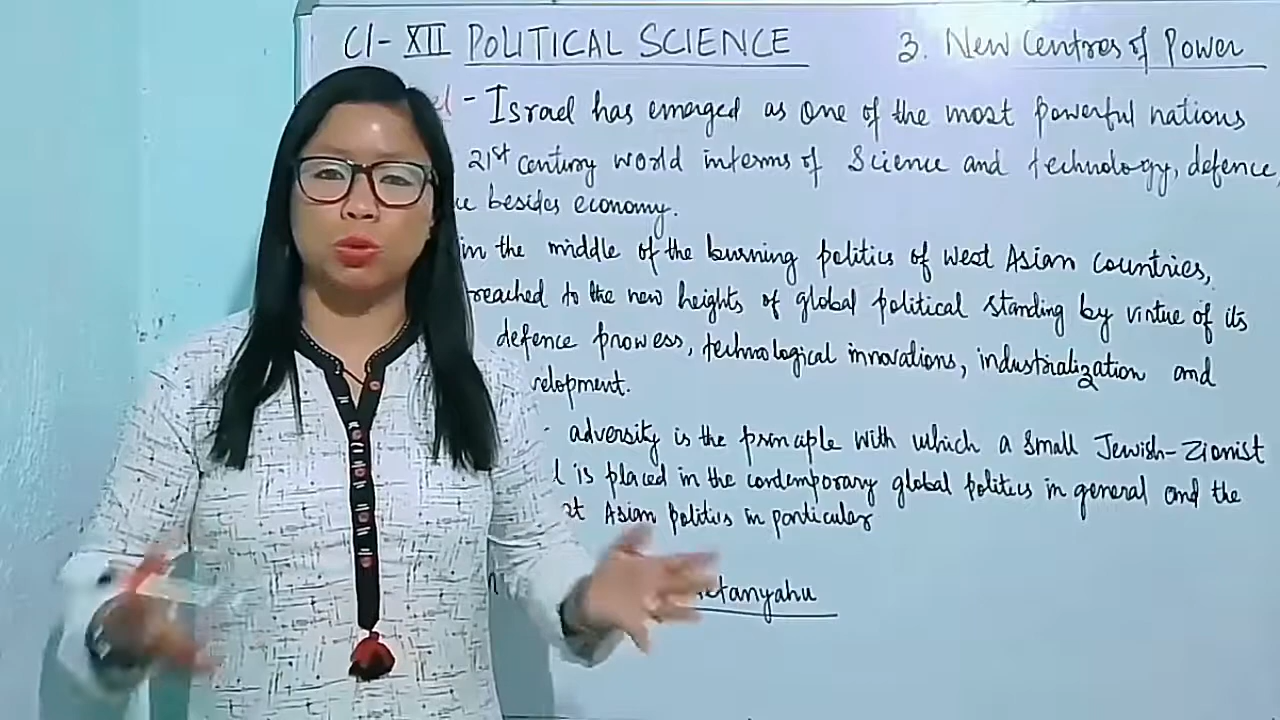 Cl- XII POLITICAL SCIENCE 3. New Centres of Power
el - Israel has emerged as One of the most powerful nations
21st century world interms of Science and technology, defence,
besides economy.
in the middle of the burning politics of west Asian countries,
reached to the new heights of global political standing by virtue of its
defence prowess, technological innovations, industrialization and
velopment.
adversity is the principle with which a small Jewish-Zionist
l is placed in the contemporary global politics in general and the
st Asian Politics in particular
etanyahu